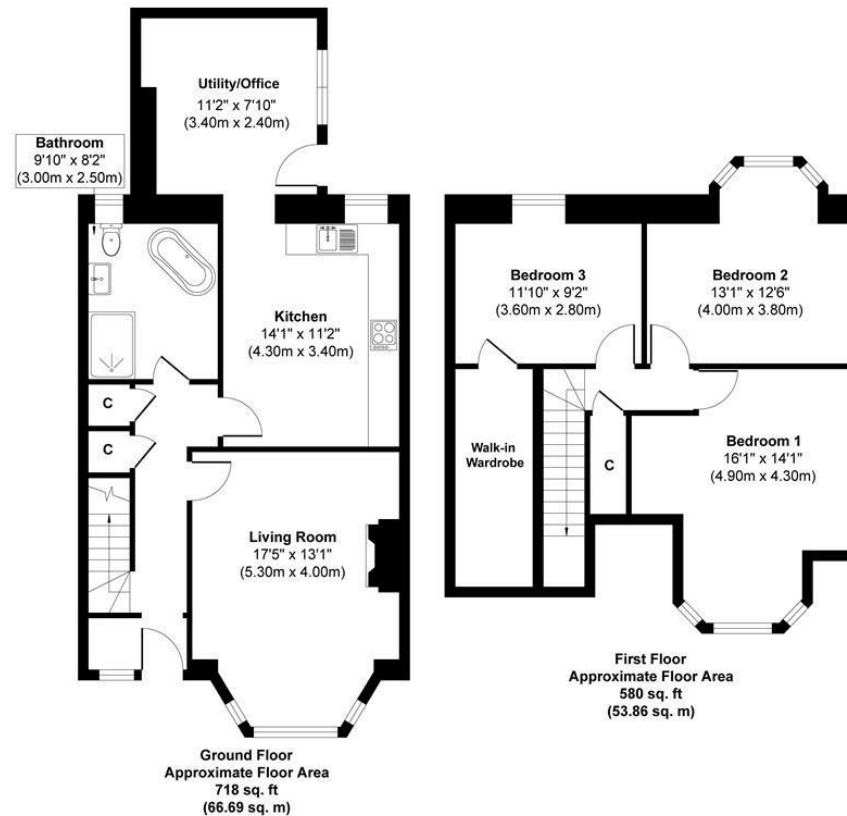 Utility/Office
11'2" x 7'10"
(3.40m x 2.40m)
Bathroom
9'10" x 8'2"
(3.00m x 2.50m)
Kitchen
14'1" x 11'2"
(4.30m x 3.40m)
C
C
Living Room
17'5" x 13'1"
(5.30m x 4.00m)
Ground Floor
Approximate Floor Area
718 sq. ft
(66.69 sq. m)
Bedroom 3
11'10" x 9'2"
(3.60m x 2.80m)
Bedroom 2
13'1" x 12'6"
(4.00m x 3.80m)
Walk-in
Wardrobe
C
Bedroom 1
16'1" x 14'1"
(4.90m x 4.30m)
First Floor
Approximate Floor Area
580 sq. ft
(53.86 sq. m)